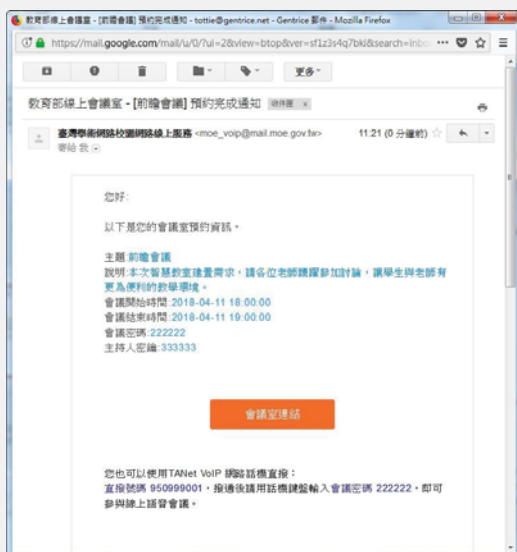 教育部線上會議室 - [前瞻會議] 預約完成通知 - tottie@gentrice.net - Gentrice 郵件 - Mozilla Firefox
https://mail.google.com/mail/u/0/?ui=2&view=btop&ver=sf1z3s4q7bki&search=inbo
更多
教育部線上會議室 - [前瞻會議] 預約完成通知 收件匣 x
臺灣學術網路校園網路線上服務 <moe_voip@mail.moe.gov.tw> 11:21 (0 分鐘前)
寄給 我
您好:
以下是您的會議室預約資訊。
主題:前瞻會議
說明:本次智慧教室建置需求,請各位老師踴躍參加討論,讓學生與老師有
更為便利的教學環境。
會議開始時間:2018-04-11 18:00:00
會議結束時間:2018-04-11 19:00:00
會議密碼:222222
主持人密鑰:333333
會議室連結
您也可以使用TANet VoIP 網路話機直撥:
直撥號碼 950999001,撥通後請用話機鍵盤輸入會議密碼 222222,即可
參與線上語音會議。